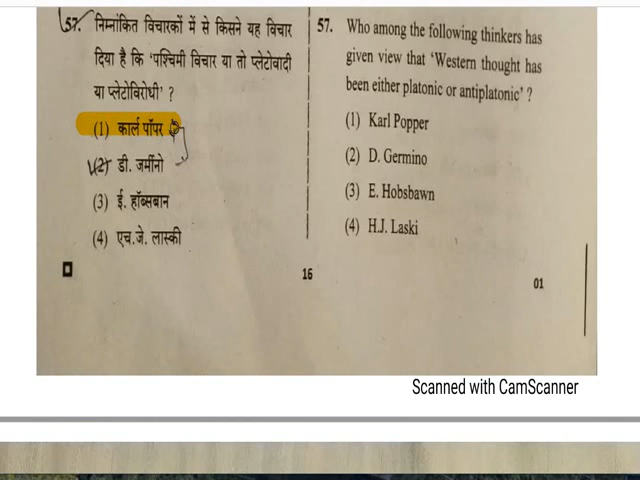 57. निम्नांकित विचारकों में से किसने यह विचार
दिया है कि 'पश्चिमी विचार या तो प्लेटोवादी
या प्लेटोविरोधी' ?
(1) कार्ल पॉपर
(2) डी. जर्मीनो
(3) ई. हॉब्सबान
(4) एच.जे. लास्की
57. Who among the following thinkers has
given view that 'Western thought has
been either platonic or antiplatonic' ?
(1) Karl Popper
(2) D. Germino
(3) E. Hobsbawn
(4) H.J. Laski
16
01
Scanned with CamScanner